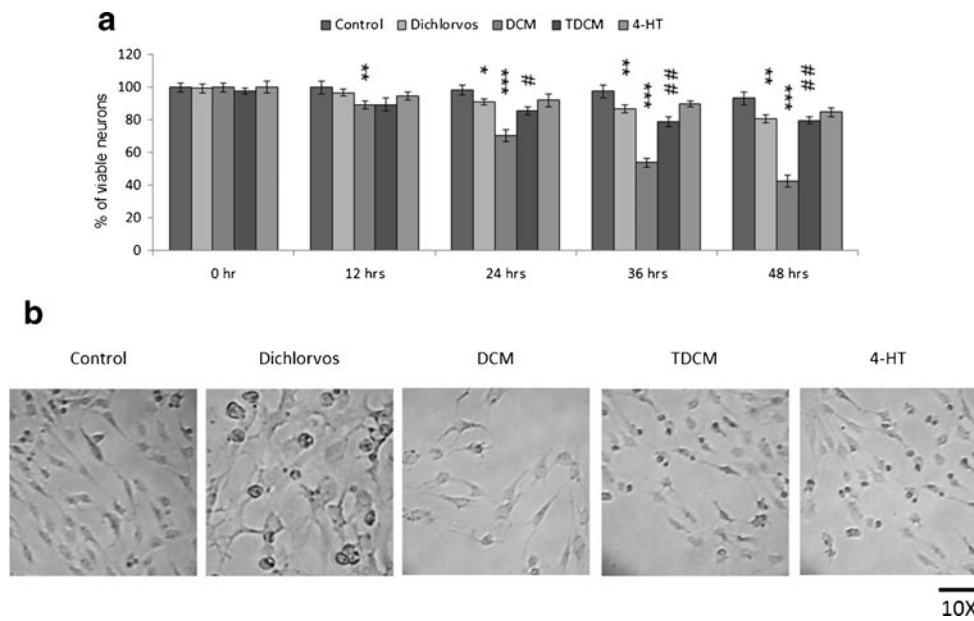 a
Control Dichlorvos DCM TDCM 4-HT
120
100
80
60
40
20
0
% of viable neurons
** * *** # ** *** ## ** *** ##
0 hr 12 hrs 24 hrs 36 hrs 48 hrs
b
Control Dichlorvos DCM TDCM 4-HT
10X